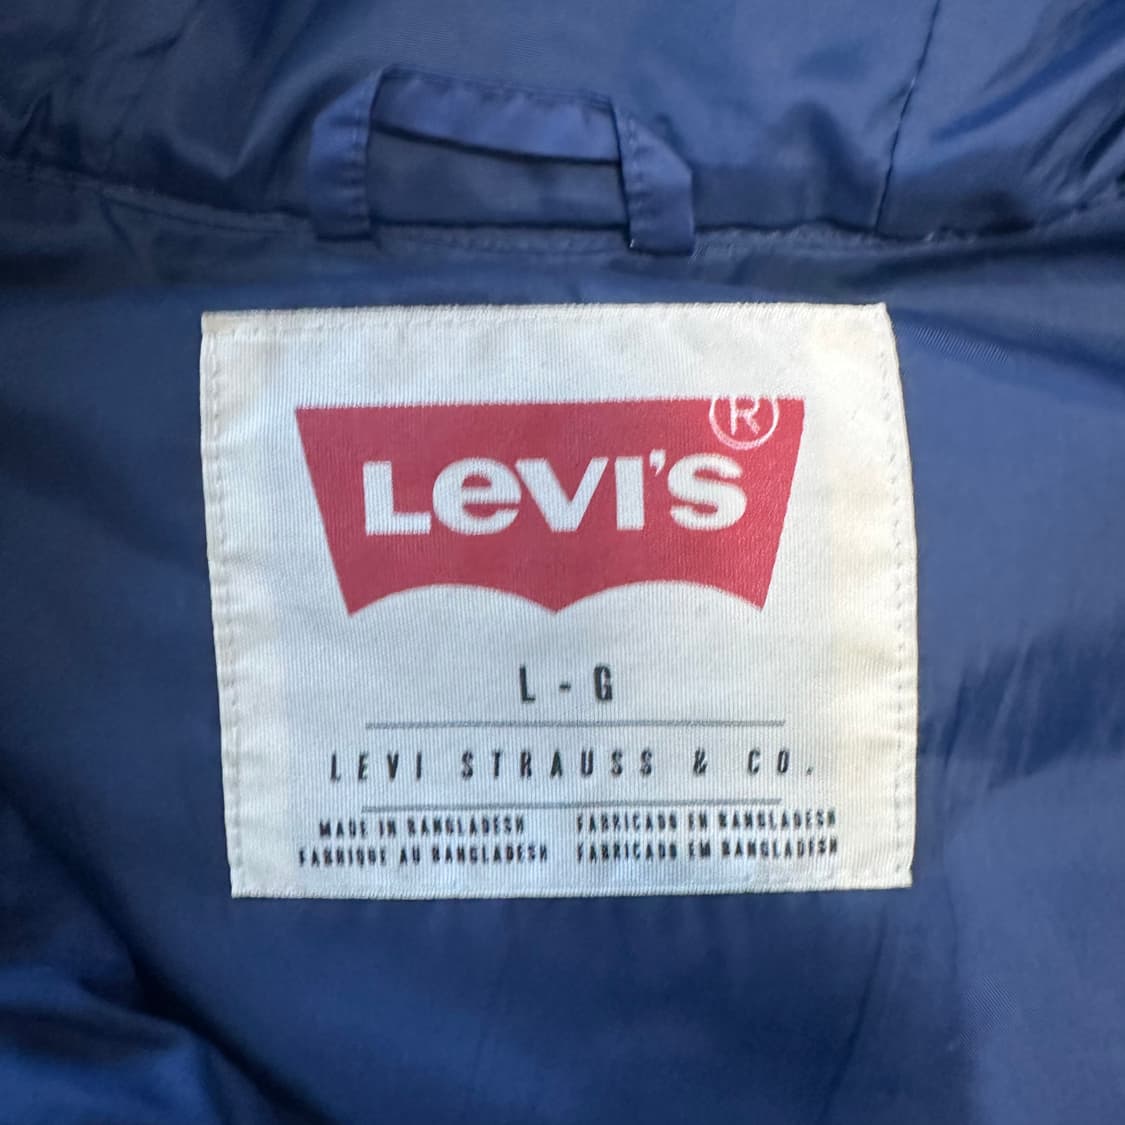 LEVI'S®
L - G
LEVI STRAUSS & CO.
MADE IN BANGLADESH FABRICADO EN BANGLADESH
FABRIQUE AU BANGLADESH FABRICADO EM BANGLADESH